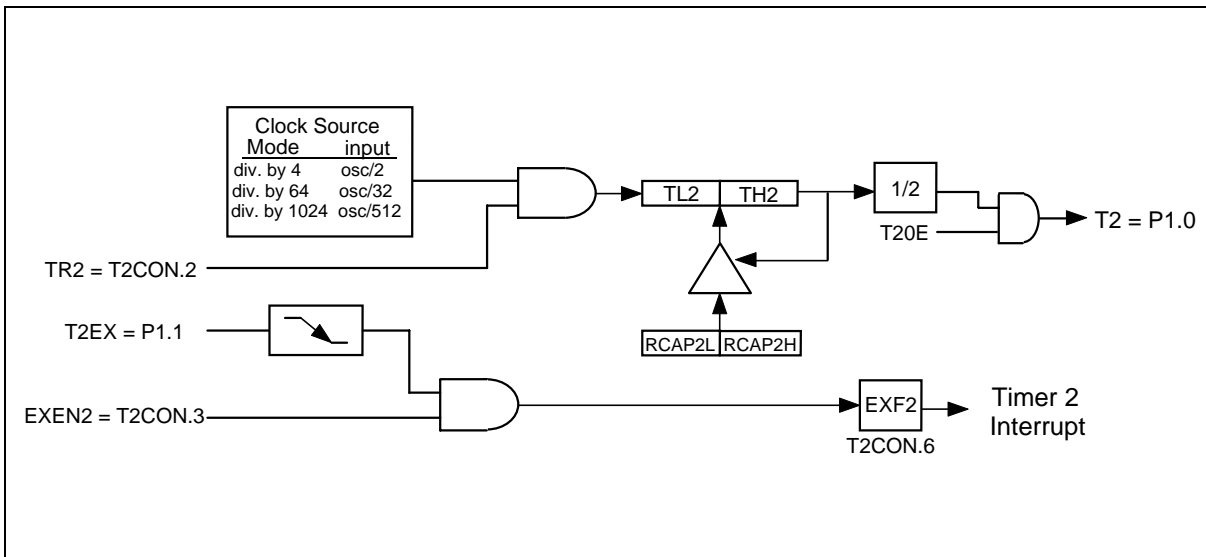 Clock Source
Mode input
div. by 4 osc/2
div. by 64 osc/32
div. by 1024 osc/512
TL2 TH2
1/2
T20E
T2 = P1.0
TR2 = T2CON.2
T2EX = P1.1
RCAP2L RCAP2H
EXEN2 = T2CON.3
EXF2
T2CON.6
Timer 2
Interrupt